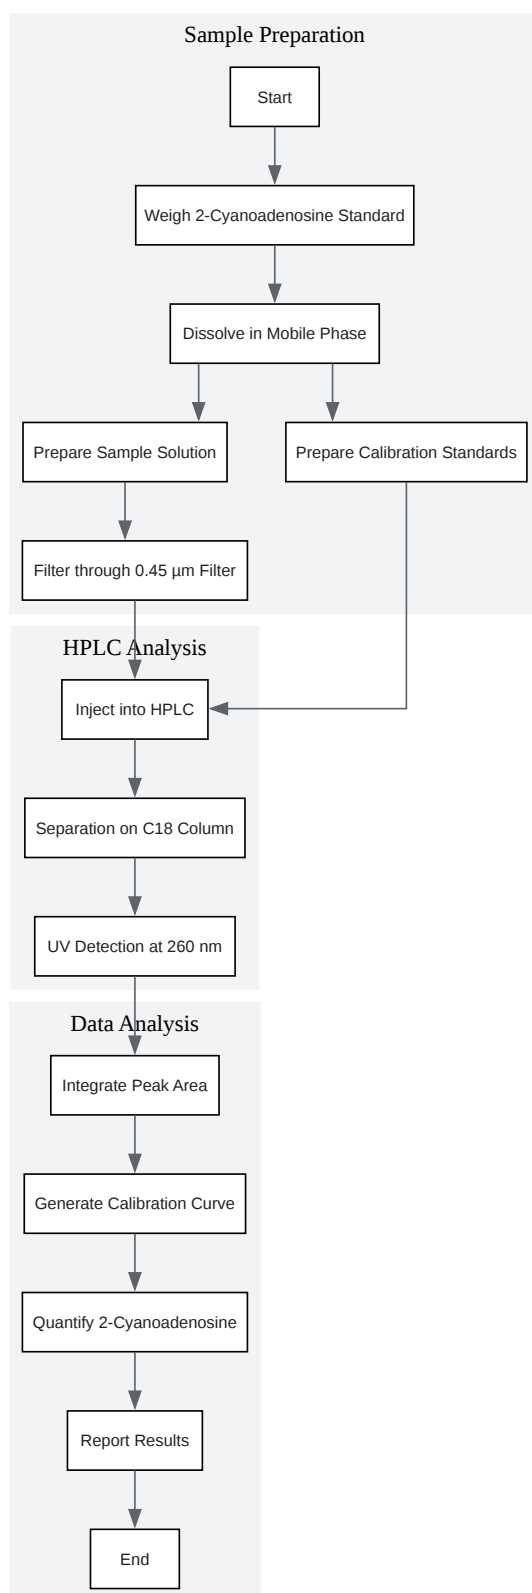 Sample Preparation
Start
Weigh 2-Cyanoadenosine Standard
Dissolve in Mobile Phase
Prepare Sample Solution
Prepare Calibration Standards
Filter through 0.45 µm Filter
HPLC Analysis
Inject into HPLC
Separation on C18 Column
UV Detection at 260 nm
Data Analysis
Integrate Peak Area
Generate Calibration Curve
Quantify 2-Cyanoadenosine
Report Results
End